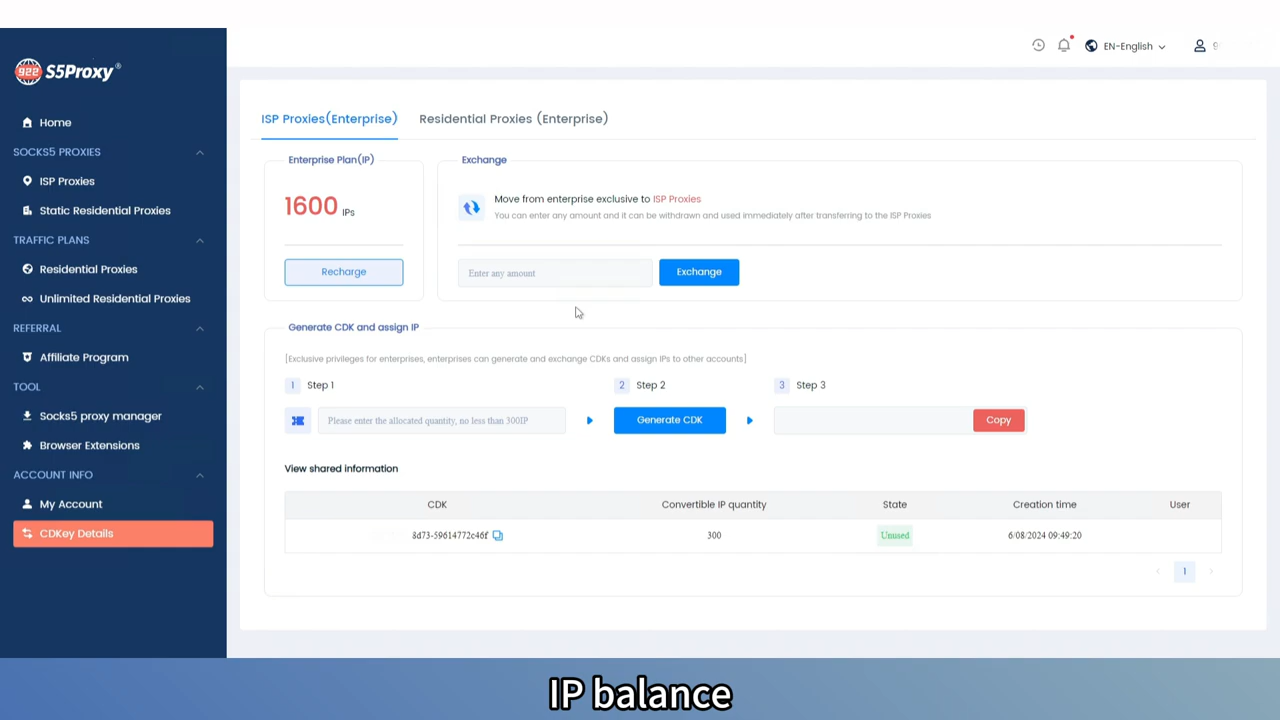 922 S5Proxy®
EN-English
9
Home
SOCKS5 PROXIES
ISP Proxies
Static Residential Proxies
TRAFFIC PLANS
Residential Proxies
Unlimited Residential Proxies
REFERRAL
Affiliate Program
TOOL
Socks5 proxy manager
Browser Extensions
ACCOUNT INFO
My Account
CDKey Details
ISP Proxies(Enterprise)
Residential Proxies (Enterprise)
Enterprise Plan(IP)
1600 IPs
Recharge
Exchange
Move from enterprise exclusive to ISP Proxies
You can enter any amount and it can be withdrawn and used immediately after transferring to the ISP Proxies
Enter any amount
Exchange
Generate CDK and assign IP
[Exclusive privileges for enterprises, enterprises can generate and exchange CDKs and assign IPs to other accounts]
1 Step 1
2 Step 2
3 Step 3
Please enter the allocated quantity, no less than 300IP
Generate CDK
Copy
View shared information
CDK Convertible IP quantity State Creation time User
8d73-59614772c46f 300 Unused 6/08/2024 09:49:20
< 1 >
IP balance